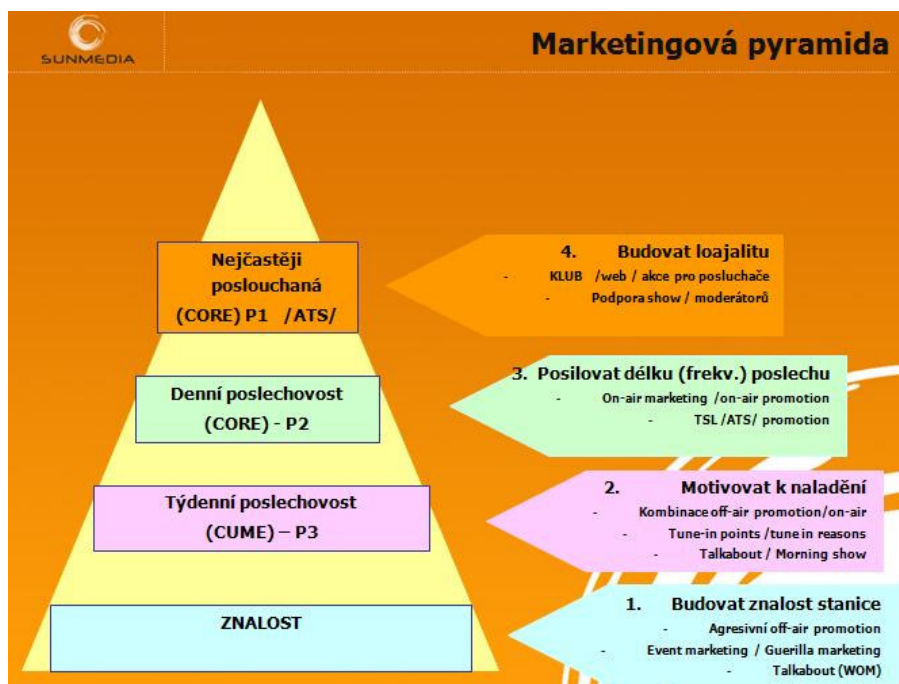 SUNMEDIA
Marketingová pyramida
Nejčastěji
poslouchaná
(CORE) P1 /ATS/
4. Budovat loajalitu
- KLUB /web / akce pro posluchače
- Podpora show / moderátorů
Denní poslechovost
(CORE) - P2
3. Posilovat délku (frekv.) poslechu
- On-air marketing /on-air promotion
- TSL /ATS/ promotion
Týdenní poslechovost
(CUME) – P3
2. Motivovat k naladění
- Kombinace off-air promotion/on-air
- Tune-in points /tune in reasons
- Talkabout / Morning show
ZNALOST
1. Budovat znalost stanice
- Agresivní off-air promotion
- Event marketing / Guerilla marketing
- Talkabout (WOM)